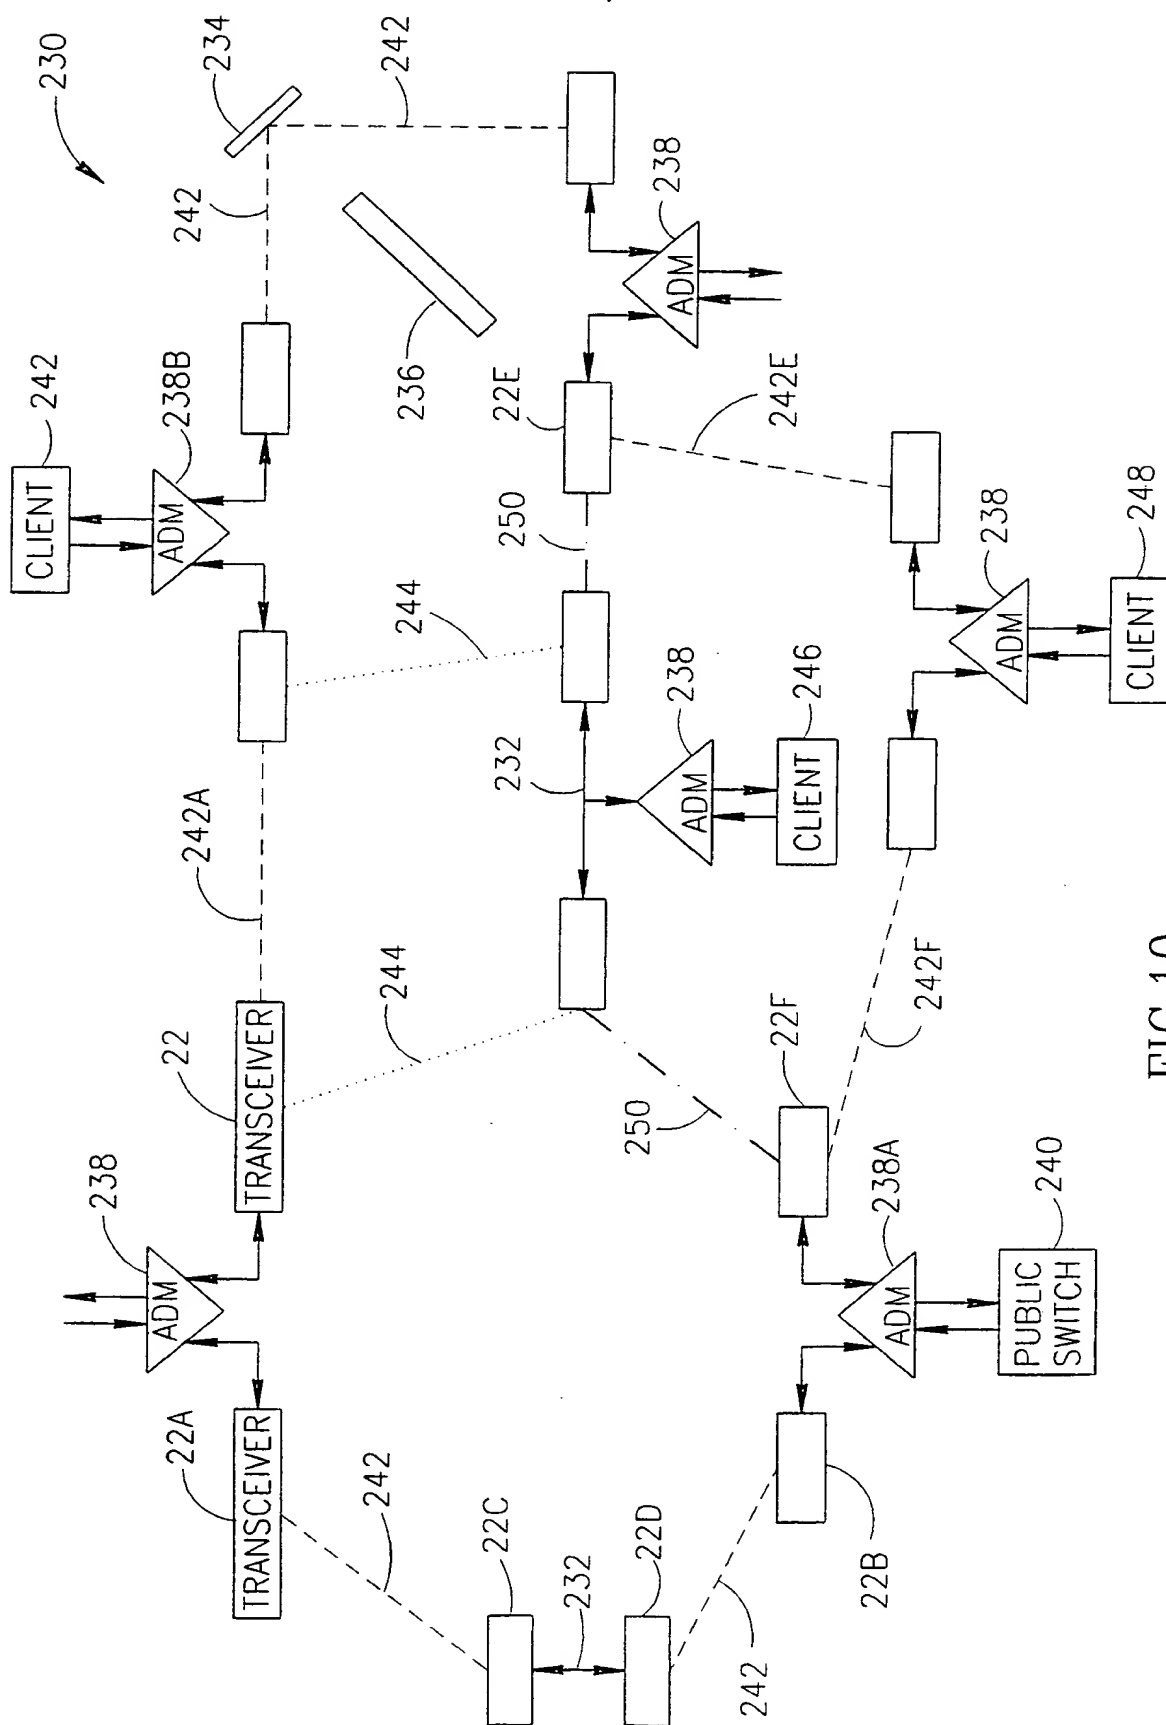 CLIENT
242
230
238
ADM
ADM
238B
22A
22
242A
242
234
TRANSCEIVER
TRANSCEIVER
242
244
244
236
242
22C
232
250
22E
232
22D
250
ADM
238
ADM
238
242E
242
22F
CLIENT
246
22B
ADM
238A
242F
ADM
238
PUBLIC
SWITCH
240
CLIENT
248